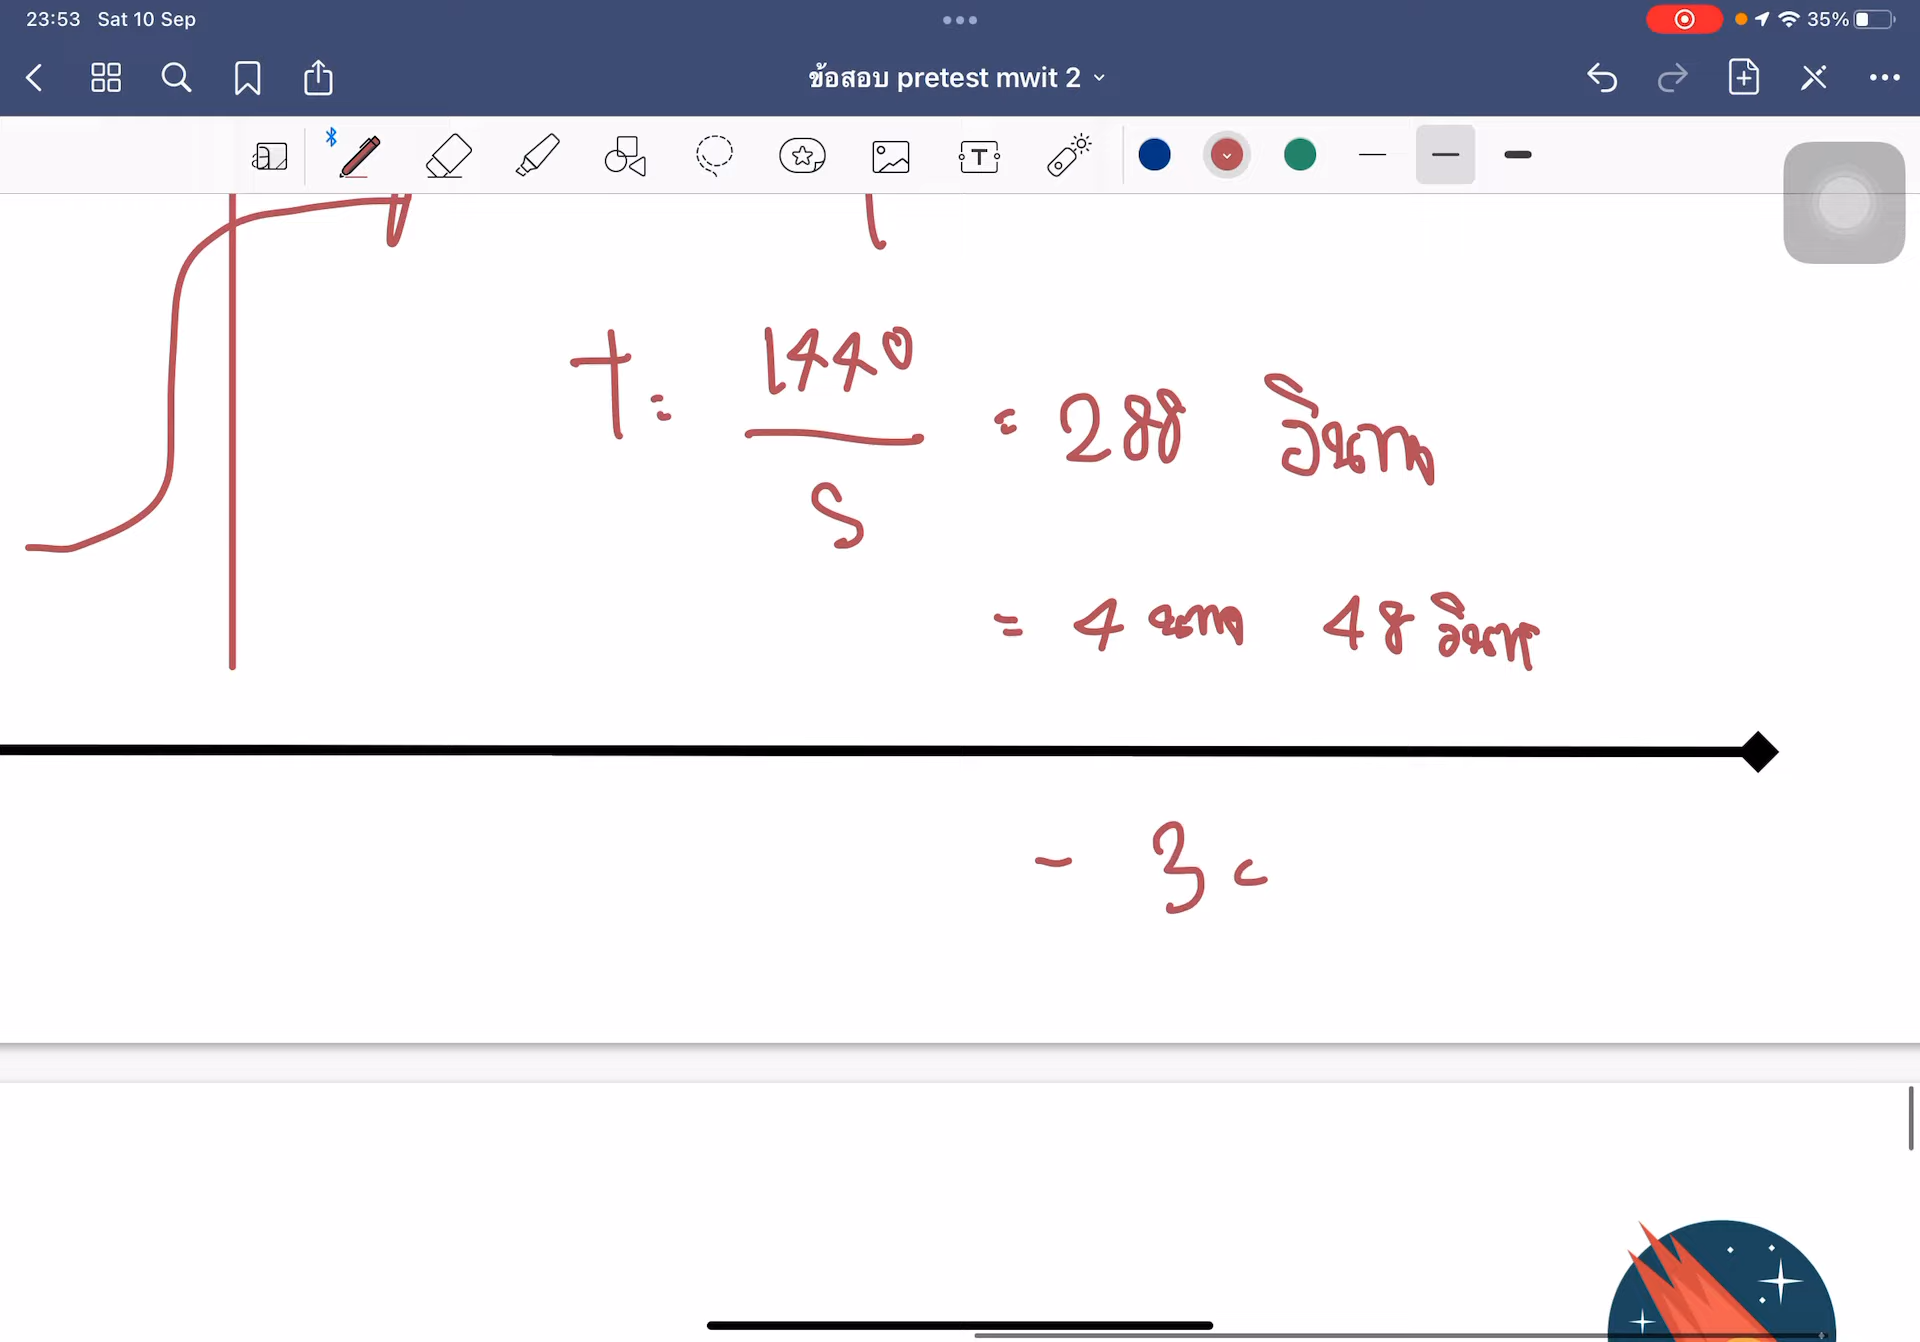 23:53 Sat 10 Sep
35%
ข้อสอบ pretest mwit 2
T
t = 1440 / 5 = 288 วินาที
= 4 นาที 48 วินาที
- 3